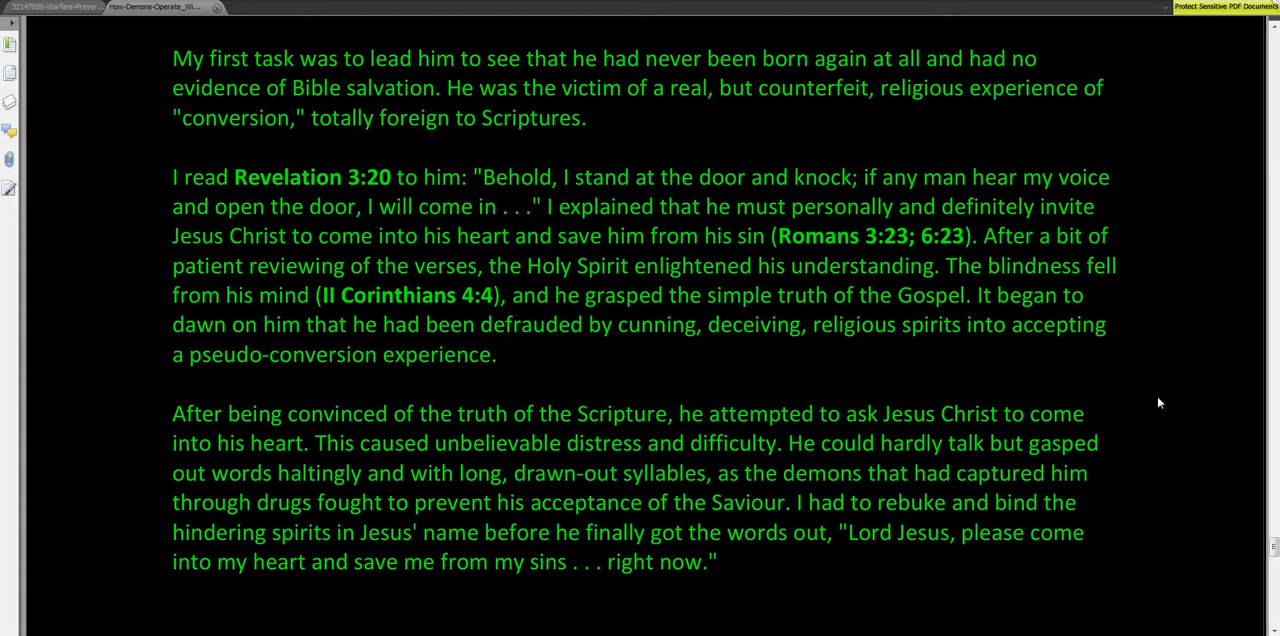 32147858-Warfare-Prayer...
How-Demons-Operate_Wi...
Protect Sensitive PDF Documents
My first task was to lead him to see that he had never been born again at all and had no
evidence of Bible salvation. He was the victim of a real, but counterfeit, religious experience of
"conversion," totally foreign to Scriptures.
I read Revelation 3:20 to him: "Behold, I stand at the door and knock; if any man hear my voice
and open the door, I will come in . . ." I explained that he must personally and definitely invite
Jesus Christ to come into his heart and save him from his sin (Romans 3:23; 6:23). After a bit of
patient reviewing of the verses, the Holy Spirit enlightened his understanding. The blindness fell
from his mind (II Corinthians 4:4), and he grasped the simple truth of the Gospel. It began to
dawn on him that he had been defrauded by cunning, deceiving, religious spirits into accepting
a pseudo-conversion experience.
After being convinced of the truth of the Scripture, he attempted to ask Jesus Christ to come
into his heart. This caused unbelievable distress and difficulty. He could hardly talk but gasped
out words haltingly and with long, drawn-out syllables, as the demons that had captured him
through drugs fought to prevent his acceptance of the Saviour. I had to rebuke and bind the
hindering spirits in Jesus' name before he finally got the words out, "Lord Jesus, please come
into my heart and save me from my sins . . . right now."